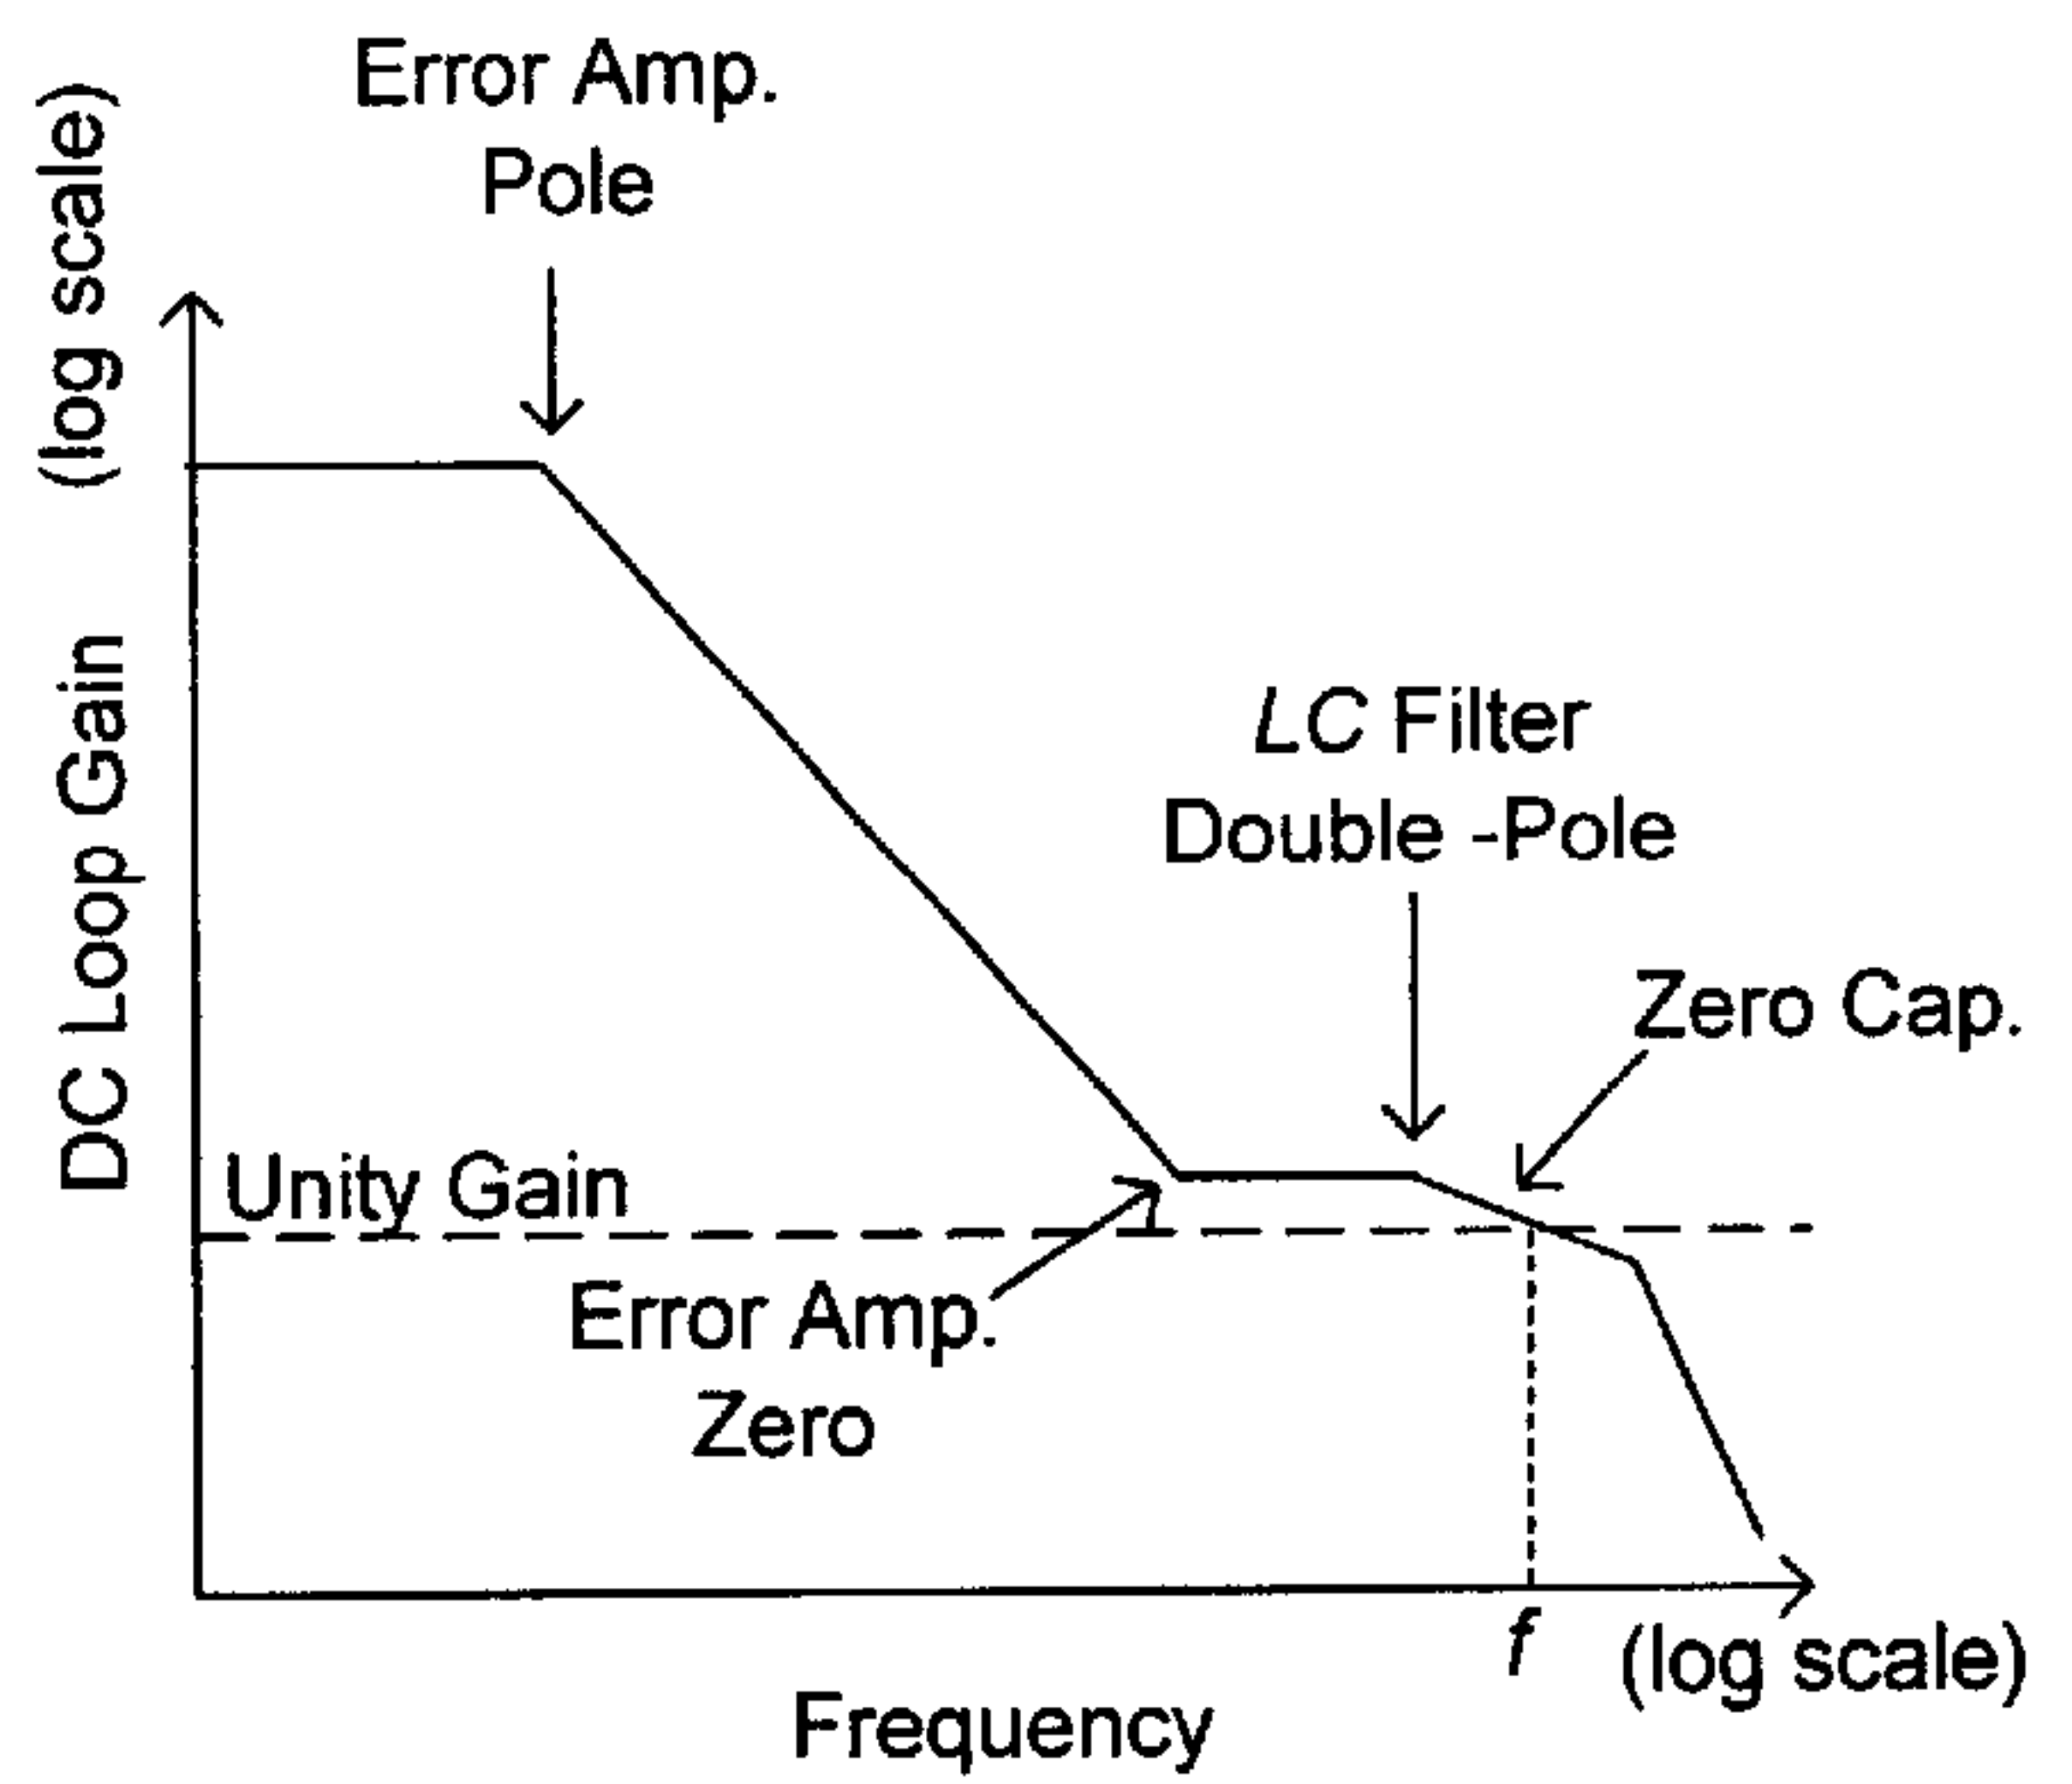 Error Amp.
Pole
DC Loop Gain (log scale)
LC Filter
Double -Pole
Zero Cap.
Unity Gain
Error Amp.
Zero
f (log scale)
Frequency